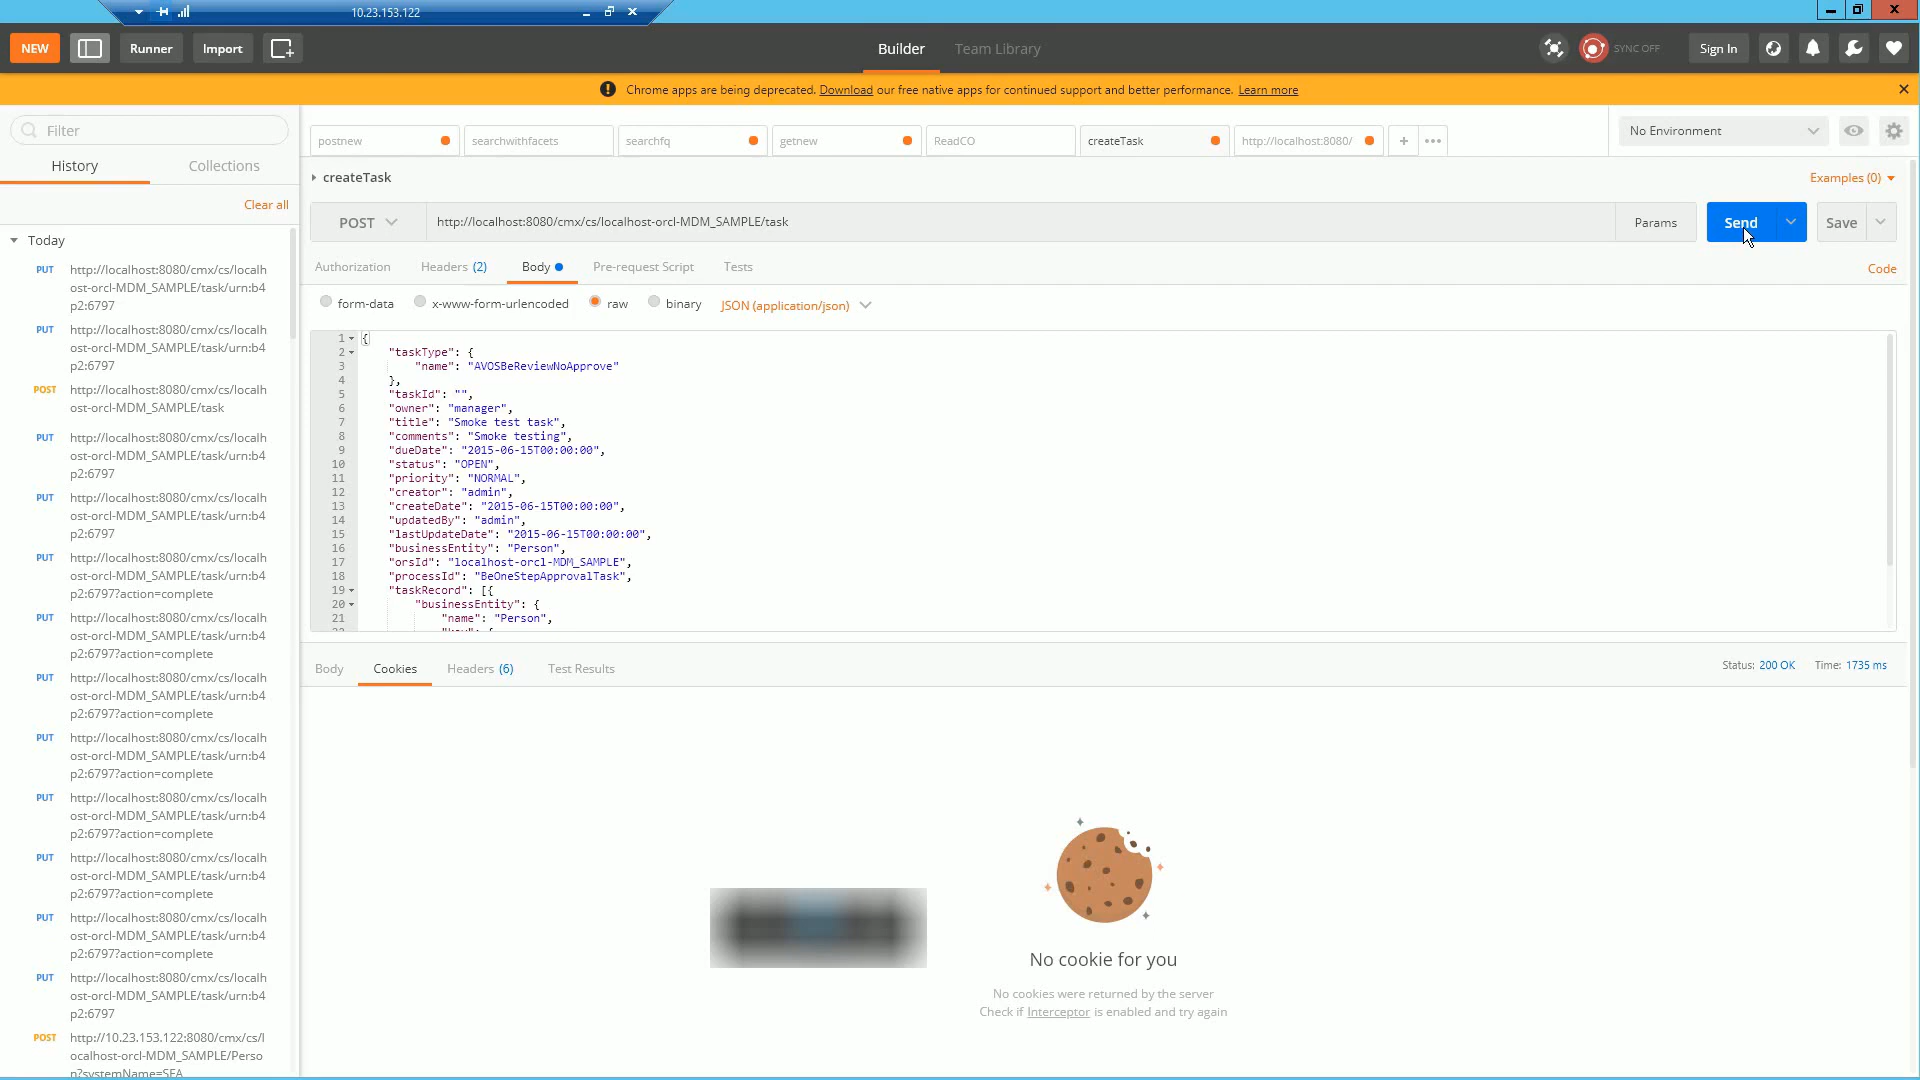 10.23.153.122
NEW
Runner
Import
Builder
Team Library
SYNC OFF
Sign In
Chrome apps are being deprecated. Download our free native apps for continued support and better performance. Learn more
Filter
History
Collections
Clear all
Today
PUT http://localhost:8080/cmx/cs/localh
ost-orcl-MDM_SAMPLE/task/urn:b4
p2:6797
PUT http://localhost:8080/cmx/cs/localh
ost-orcl-MDM_SAMPLE/task/urn:b4
p2:6797
POST http://localhost:8080/cmx/cs/localh
ost-orcl-MDM_SAMPLE/task
PUT http://localhost:8080/cmx/cs/localh
ost-orcl-MDM_SAMPLE/task/urn:b4
p2:6797
PUT http://localhost:8080/cmx/cs/localh
ost-orcl-MDM_SAMPLE/task/urn:b4
p2:6797
PUT http://localhost:8080/cmx/cs/localh
ost-orcl-MDM_SAMPLE/task/urn:b4
p2:6797?action=complete
PUT http://localhost:8080/cmx/cs/localh
ost-orcl-MDM_SAMPLE/task/urn:b4
p2:6797?action=complete
PUT http://localhost:8080/cmx/cs/localh
ost-orcl-MDM_SAMPLE/task/urn:b4
p2:6797?action=complete
PUT http://localhost:8080/cmx/cs/localh
ost-orcl-MDM_SAMPLE/task/urn:b4
p2:6797?action=complete
PUT http://localhost:8080/cmx/cs/localh
ost-orcl-MDM_SAMPLE/task/urn:b4
p2:6797?action=complete
PUT http://localhost:8080/cmx/cs/localh
ost-orcl-MDM_SAMPLE/task/urn:b4
p2:6797?action=complete
PUT http://localhost:8080/cmx/cs/localh
ost-orcl-MDM_SAMPLE/task/urn:b4
p2:6797?action=complete
PUT http://localhost:8080/cmx/cs/localh
ost-orcl-MDM_SAMPLE/task/urn:b4
p2:6797
POST http://10.23.153.122:8080/cmx/cs/l
ocalhost-orcl-MDM_SAMPLE/Perso
n?systemName=SFA
postnew
searchwithfacets
searchfq
getnew
ReadCO
createTask
http://localhost:8080/
No Environment
createTask
Examples (0)
POST
http://localhost:8080/cmx/cs/localhost-orcl-MDM_SAMPLE/task
Params
Send
Save
Authorization
Headers (2)
Body
Pre-request Script
Tests
Code
form-data
x-www-form-urlencoded
raw
binary
JSON (application/json)
1 {
2 "taskType": {
3 "name": "AVOSBeReviewNoApprove"
4 },
5 "taskId": "",
6 "owner": "manager",
7 "title": "Smoke test task",
8 "comments": "Smoke testing",
9 "dueDate": "2015-06-15T00:00:00",
10 "status": "OPEN",
11 "priority": "NORMAL",
12 "creator": "admin",
13 "createDate": "2015-06-15T00:00:00",
14 "updatedBy": "admin",
15 "lastUpdateDate": "2015-06-15T00:00:00",
16 "businessEntity": "Person",
17 "orsId": "localhost-orcl-MDM_SAMPLE",
18 "processId": "BeOneStepApprovalTask",
19 "taskRecord": [{
20 "businessEntity": {
21 "name": "Person",
22 "key": {
Body
Cookies
Headers (6)
Test Results
Status: 200 OK
Time: 1735 ms
No cookie for you
No cookies were returned by the server
Check if Interceptor is enabled and try again